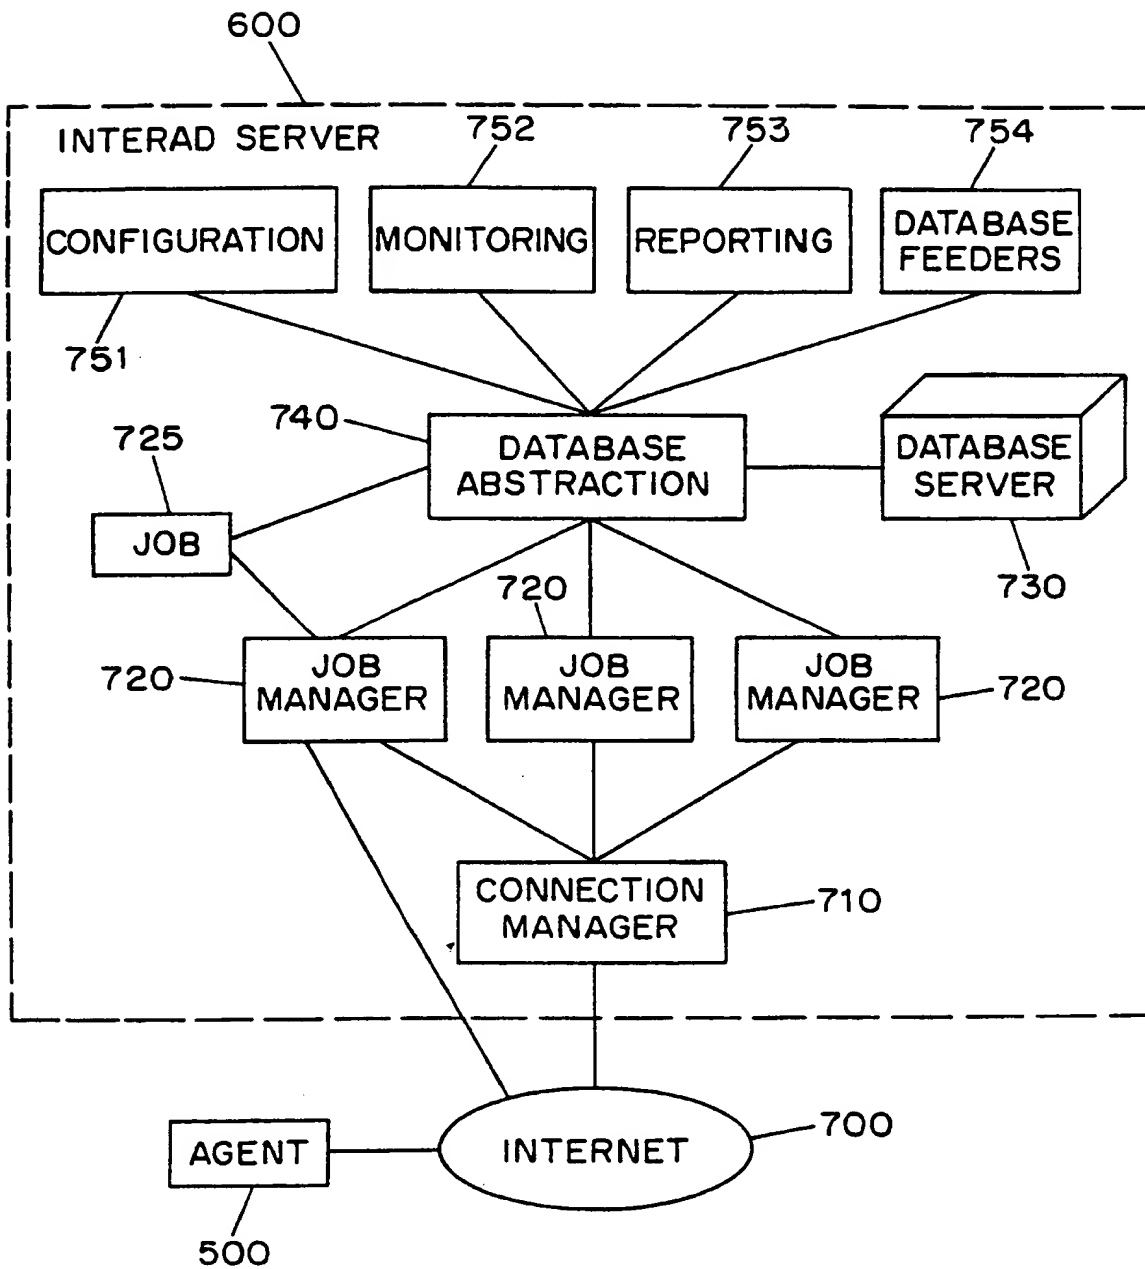 600
INTERAD SERVER
752
753
754
CONFIGURATION
MONITORING
REPORTING
DATABASE
FEEDERS
751
740
725
DATABASE
ABSTRACTION
DATABASE
SERVER
JOB
730
720
720
JOB
MANAGER
JOB
MANAGER
JOB
MANAGER
720
CONNECTION
MANAGER
710
AGENT
INTERNET
700
500